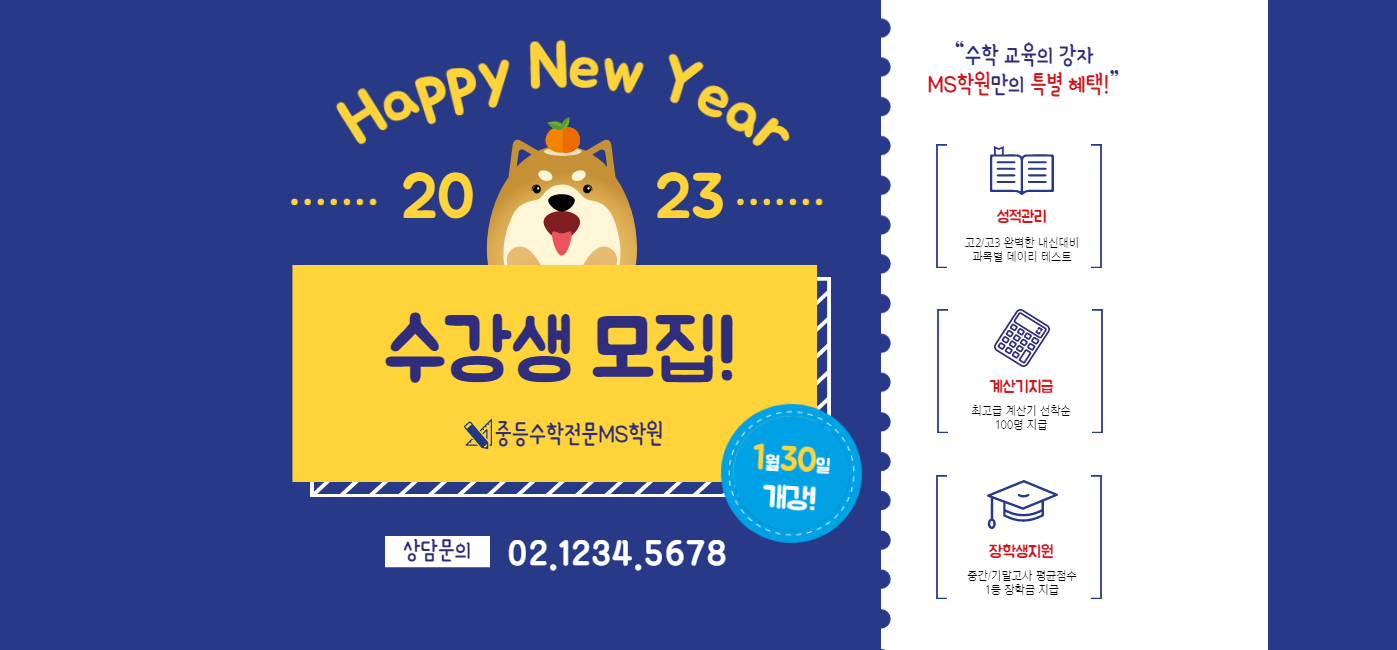 Happy New Year
2023
수강생 모집!
중등수학전문MS학원
1월30일
개강!
상담문의 02.1234.5678
“수학 교육의 강자
MS학원만의 특별 혜택!”
성적관리
고2/고3 완벽한 내신대비
과목별 데이리 테스트
계산기지급
최고급 계산기 선착순
100명 지급
장학생지원
중간/기말고사 평균점수
1등 장학금 지급